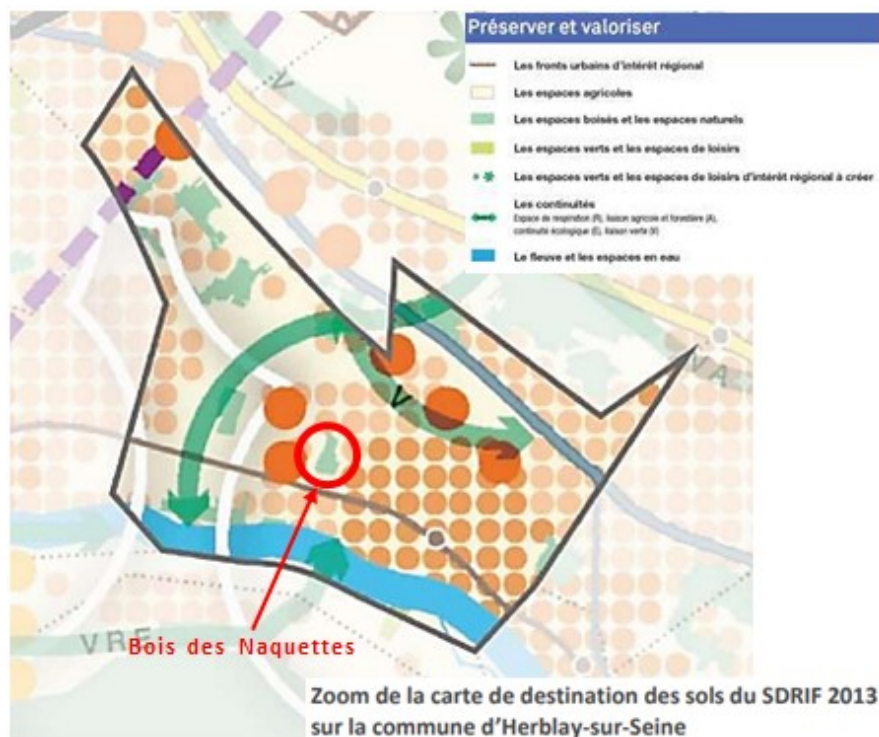 Préserver et valoriser
Les fronts urbains d'intérêt régional
Les espaces agricoles
Les espaces boisés et les espaces naturels
Les espaces verts et les espaces de loisirs
Les espaces verts et les espaces de loisirs d'intérêt régional à créer
Les continuités
Espace de respiration (R), liaison agricole et forestière (A),
continuité écologique (E), liaison verte (V)
Le fleuve et les espaces en eau
V
V
VA
VRE
Bois des Naquettes
Zoom de la carte de destination des sols du SDRIF 2013
sur la commune d'Herblay-sur-Seine